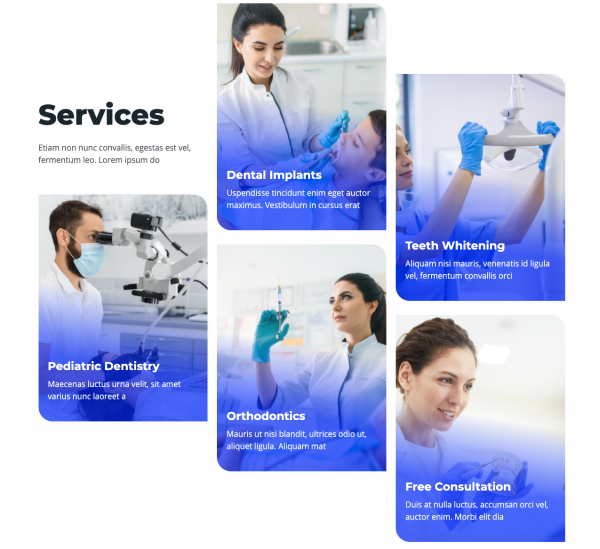 Services
Etiam non nunc convallis, egestas est vel,
fermentum leo. Lorem ipsum do
Pediatric Dentistry
Maecenas luctus urna velit, sit amet
varius nunc laoreet a
Dental Implants
Uspendisse tincidunt enim eget auctor
maximus. Vestibulum in cursus erat
Orthodontics
Mauris ut nisi blandit, ultrices odio ut,
aliquet ligula. Aliquam mat
Teeth Whitening
Aliquam nisi mauris, venenatis id ligula
vel, fermentum convallis orci
Free Consultation
Duis at nulla luctus, accumsan orci vel,
auctor enim. Morbi elit dia